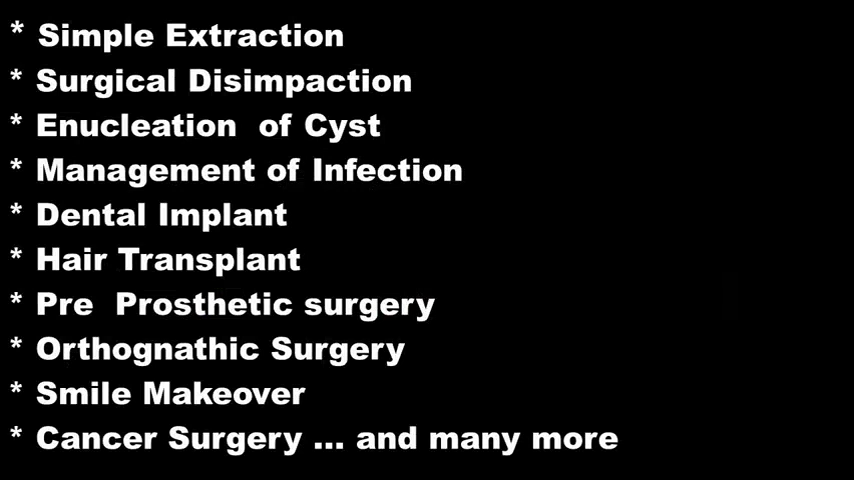 * Simple Extraction
* Surgical Disimpaction
* Enucleation  of Cyst
* Management of Infection
* Dental Implant
* Hair Transplant
* Pre  Prosthetic surgery
* Orthognathic Surgery
* Smile Makeover
* Cancer Surgery ... and many more